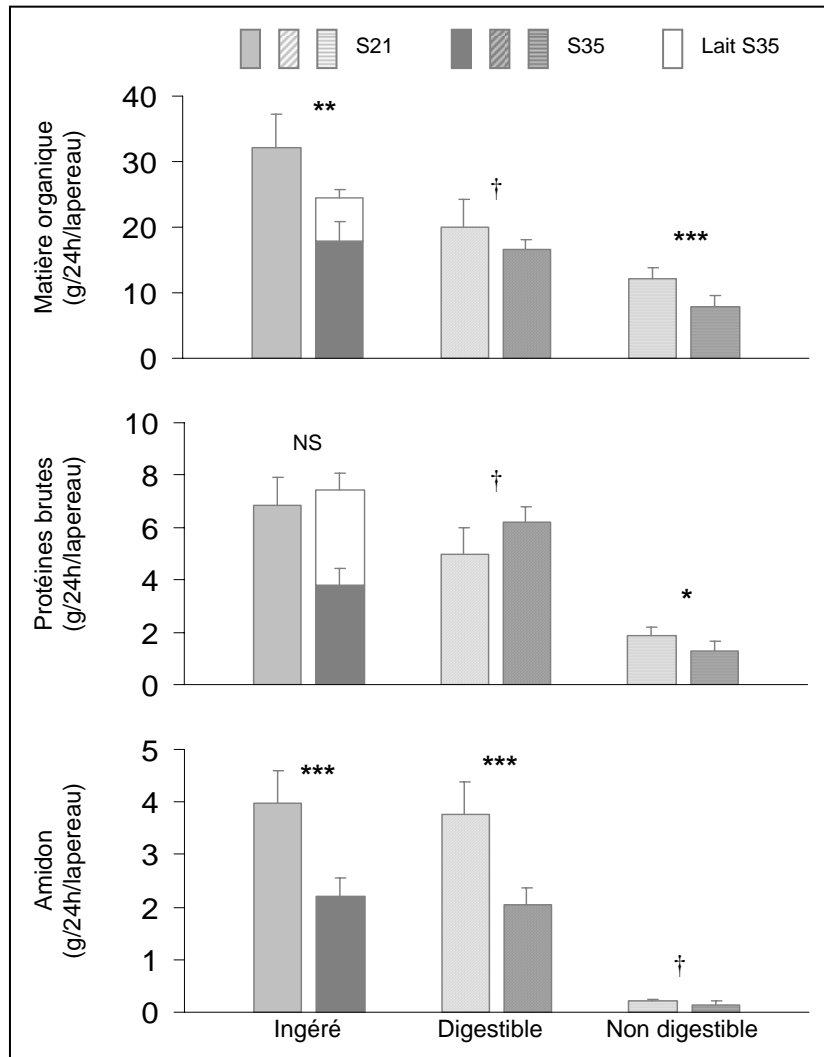 S21 S35 Lait S35
Matière organique
(g/24h/lapereau)
40
30
20
10
0
**
†
***
Protéines brutes
(g/24h/lapereau)
10
8
6
4
2
0
NS
†
*
Amidon
(g/24h/lapereau)
5
4
3
2
1
0
***
***
†
Ingéré Digestible Non digestible